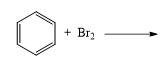 + Br₂